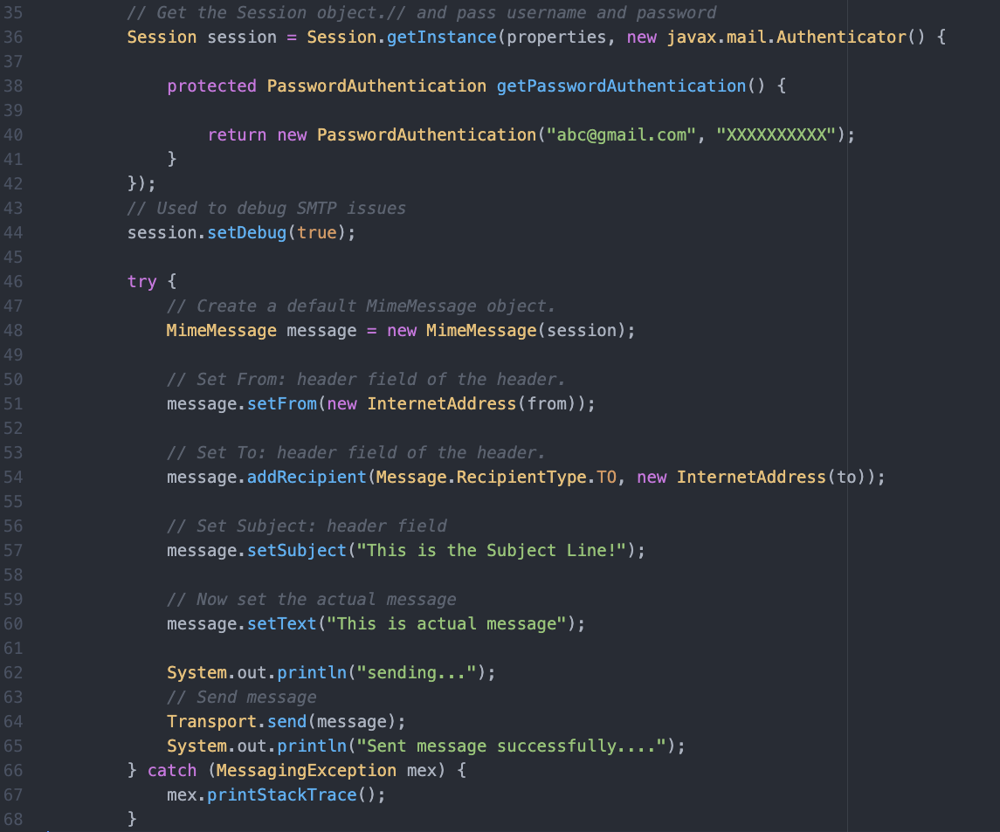 35 // Get the Session object.// and pass username and password
36 Session session = Session.getInstance(properties, new javax.mail.Authenticator() {
37
38 protected PasswordAuthentication getPasswordAuthentication() {
39
40 return new PasswordAuthentication("abc@gmail.com", "XXXXXXXXXX");
41 }
42 });
43 // Used to debug SMTP issues
44 session.setDebug(true);
45
46 try {
47 // Create a default MimeMessage object.
48 MimeMessage message = new MimeMessage(session);
49
50 // Set From: header field of the header.
51 message.setFrom(new InternetAddress(from));
52
53 // Set To: header field of the header.
54 message.addRecipient(Message.RecipientType.TO, new InternetAddress(to));
55
56 // Set Subject: header field
57 message.setSubject("This is the Subject Line!");
58
59 // Now set the actual message
60 message.setText("This is actual message");
61
62 System.out.println("sending...");
63 // Send message
64 Transport.send(message);
65 System.out.println("Sent message successfully....");
66 } catch (MessagingException mex) {
67 mex.printStackTrace();
68 }